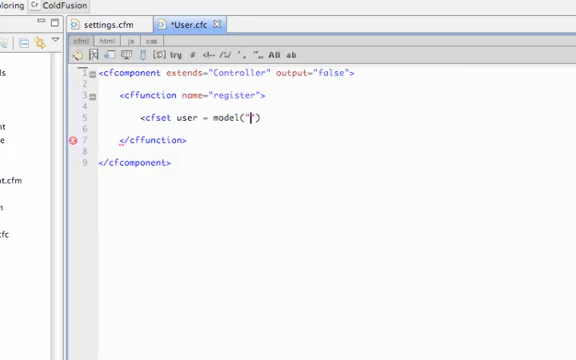 oloring ColdFusion
settings.cfm *User.cfc
cfml html js css
try # <!-- /%/ ", "" AB ab
1 <cfcomponent extends="Controller" output="false">
2
3 <cffunction name="register">
4
5 <cfset user = model("")
6
7 </cffunction>
8
9 </cfcomponent>
ls
nt
e
nt.cfm
n
cfc